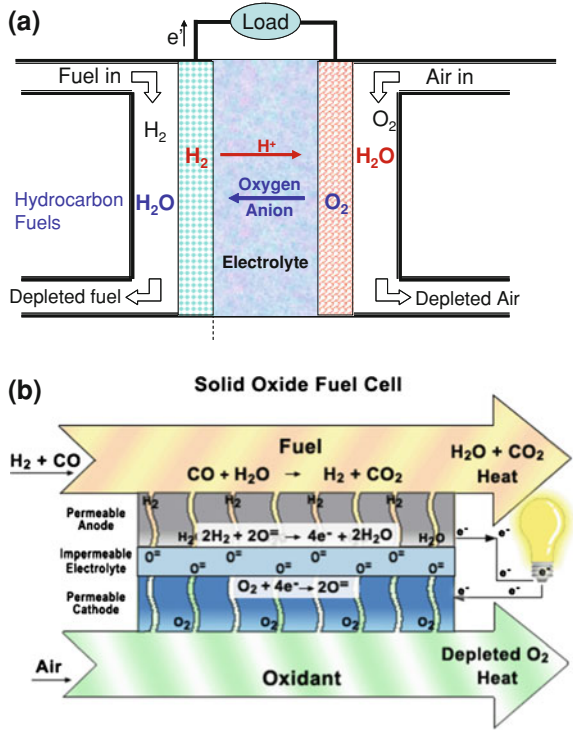 (a)
Load
e'
Fuel in
Air in
H₂
O₂
H₂
H⁺
H₂O
Hydrocarbon
Fuels
H₂O
Oxygen
Anion
O₂
Electrolyte
Depleted fuel
Depleted Air
(b)
Solid Oxide Fuel Cell
H₂ + CO
Fuel
CO + H₂O → H₂ + CO₂
H₂O + CO₂
Heat
Permeable
Anode
H₂ H₂ H₂ H₂
H₂ 2H₂ + 2O⁼ → 4e⁻ + 2H₂O H₂O
e⁻ e⁻
Impermeable
Electrolyte
O⁼ O⁼ O⁼ O⁼
O⁼ O⁼ O⁼ O⁼
e⁻ e⁻
Permeable
Cathode
O₂ + 4e⁻ → 2O⁼
O₂ O₂ O₂ O₂
Air
Oxidant
Depleted O₂
Heat